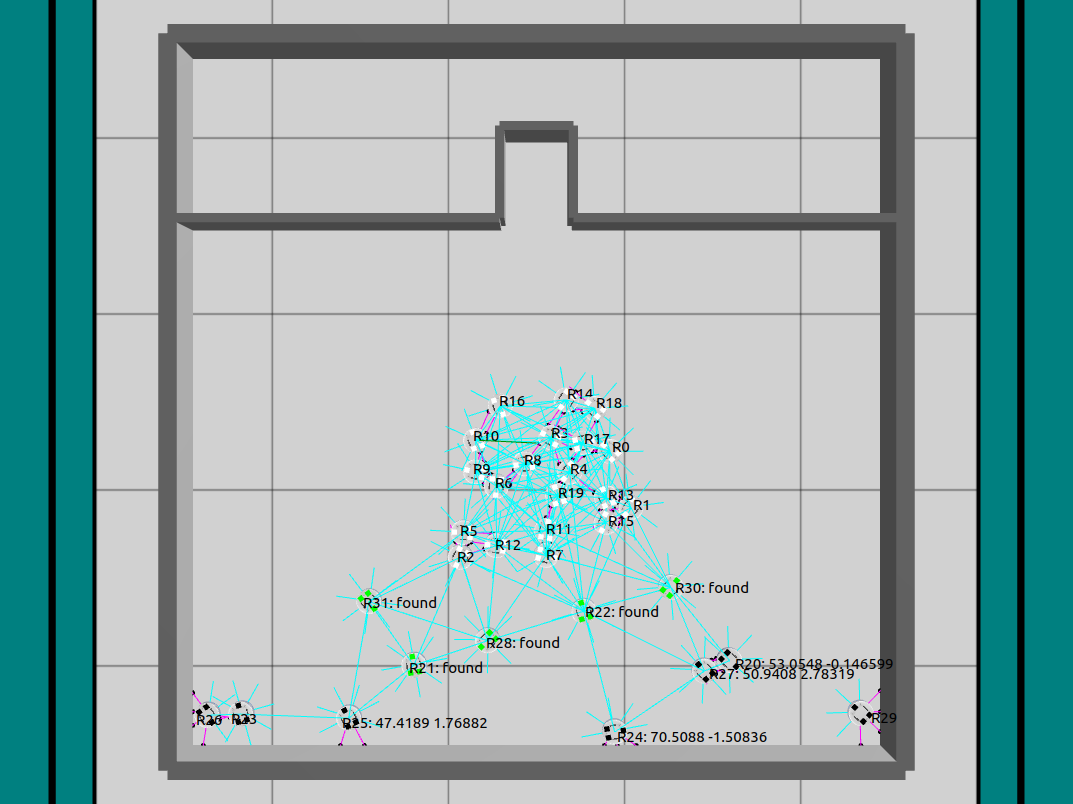 R14
R16
R18
R3
R10
R17
R0
R8
R9
R4
R6
R19
R13
R1
R15
R5
R11
R12
R7
R2
R30: found
R31: found
R22: found
R28: found
R20: 53.0548 -0.146599
R21: found
R27: 50.9408 2.78319
R29
R26
R23
R25: 47.4189 1.76882
R24: 70.5088 -1.50836